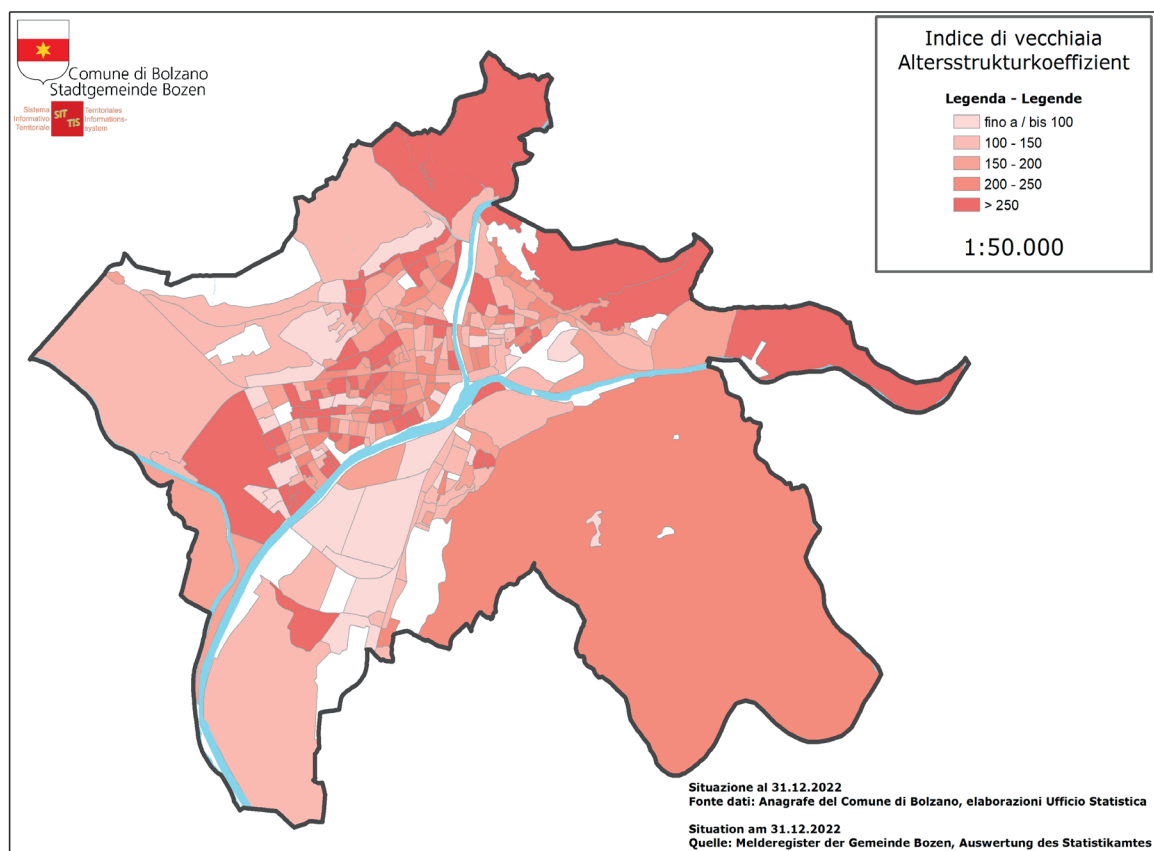 Comune di Bolzano
Stadtgemeinde Bozen
Sistema
Informativo
Territoriale
SIT
TIS
Territoriales
Informations-
system
Indice di vecchiaia
Altersstrukturkoeffizient
Legenda - Legende
fino a / bis 100
100 - 150
150 - 200
200 - 250
> 250
1:50.000
Situazione al 31.12.2022
Fonte dati: Anagrafe del Comune di Bolzano, elaborazioni Ufficio Statistica
Situation am 31.12.2022
Quelle: Melderegister der Gemeinde Bozen, Auswertung des Statistikamtes